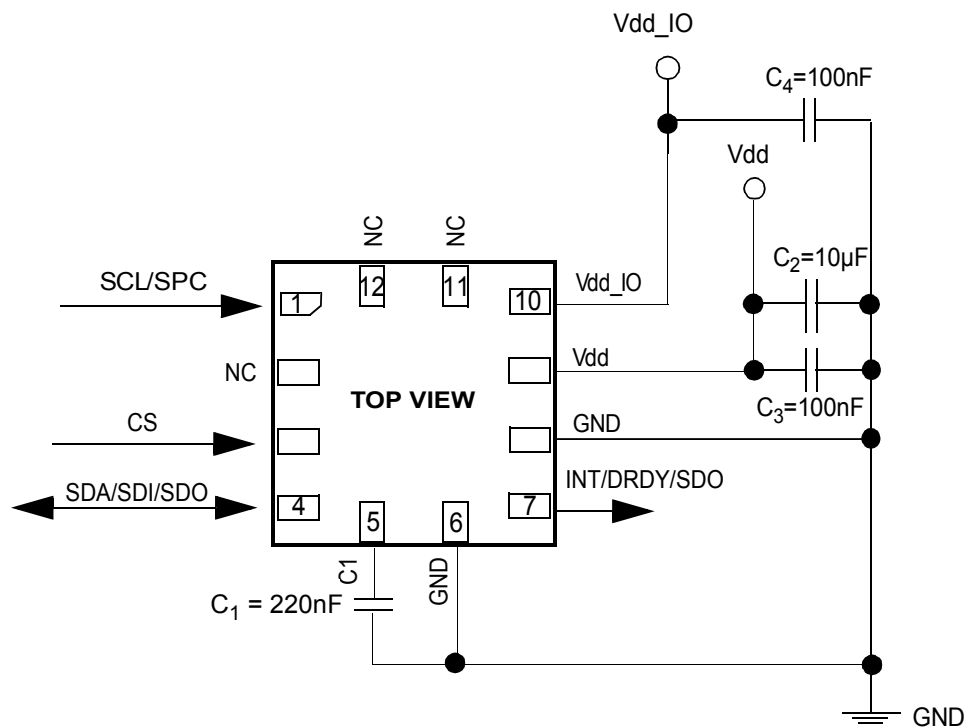 Vdd_IO
C4=100nF
Vdd
NC
NC
C2=10µF
SCL/SPC
1
12
11
10
Vdd_IO
NC
Vdd
TOP VIEW
C3=100nF
CS
GND
SDA/SDI/SDO
4
5
6
7
INT/DRDY/SDO
C1
GND
C1 = 220nF
GND